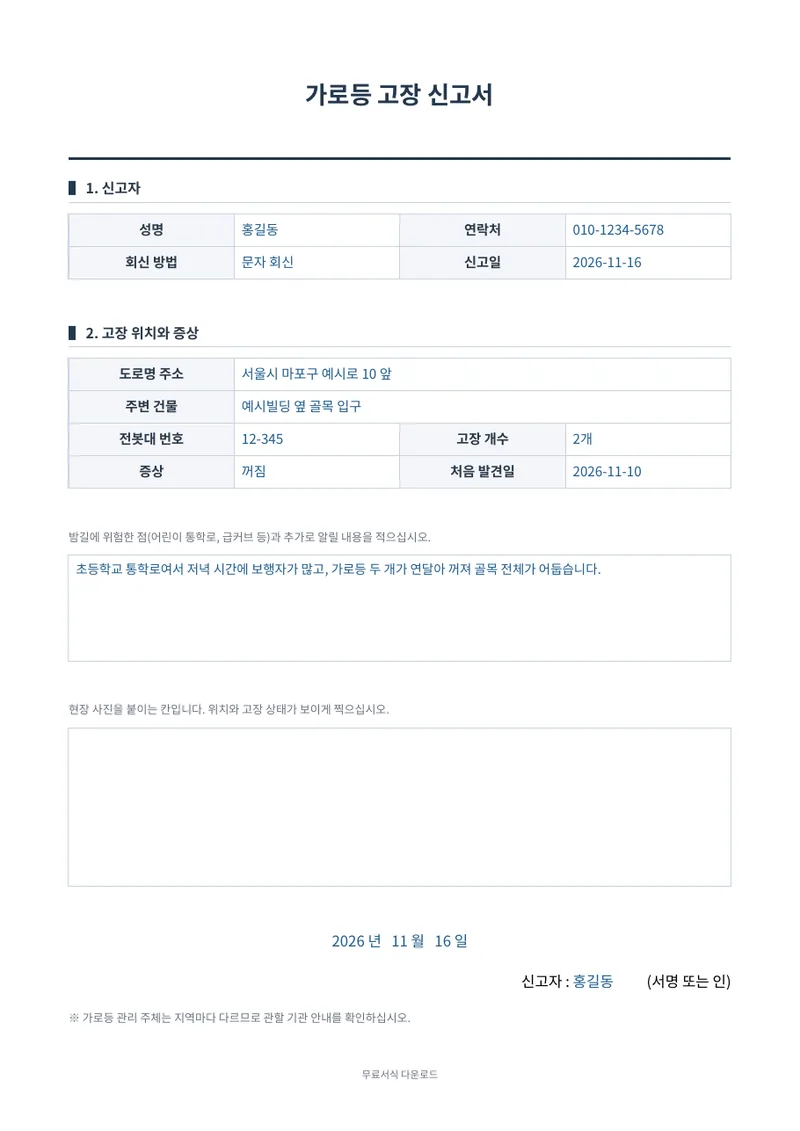 가로등 고장 신고서
1. 신고자
성명 홍길동 연락처 010-1234-5678
회신 방법 문자 회신 신고일 2026-11-16
2. 고장 위치와 증상
도로명 주소 서울시 마포구 예시로 10 앞
주변 건물 예시빌딩 옆 골목 입구
전봇대 번호 12-345 고장 개수 2개
증상 꺼짐 처음 발견일 2026-11-10
밤길에 위험한 점(어린이 통학로, 급커브 등)과 추가로 알릴 내용을 적으십시오.
초등학교 통학로여서 저녁 시간에 보행자가 많고, 가로등 두 개가 연달아 꺼져 골목 전체가 어둡습니다.
현장 사진을 붙이는 칸입니다. 위치와 고장 상태가 보이게 찍으십시오.
2026 년 11 월 16 일
신고자 : 홍길동 (서명 또는 인)
※ 가로등 관리 주체는 지역마다 다르므로 관할 기관 안내를 확인하십시오.
무료서식 다운로드